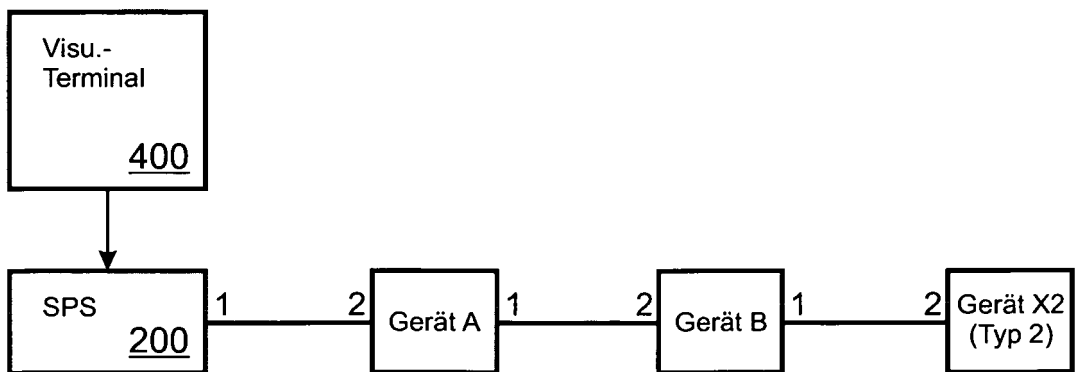 Visu.-
Terminal
400
SPS
200
1
2
Gerät A
1
2
Gerät B
1
2
Gerät X2
(Typ 2)